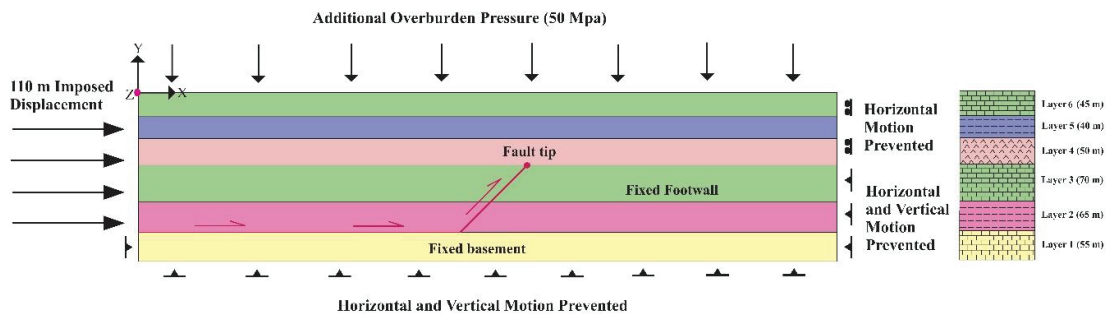 Additional Overburden Pressure (50 Mpa)
Y
110 m Imposed
Displacement
Z
X
Fault tip
Fixed Footwall
Fixed basement
Horizontal
Motion
Prevented
Horizontal
and Vertical
Motion
Prevented
Layer 6 (45 m)
Layer 5 (40 m)
Layer 4 (50 m)
Layer 3 (70 m)
Layer 2 (65 m)
Layer 1 (55 m)
Horizontal and Vertical Motion Prevented